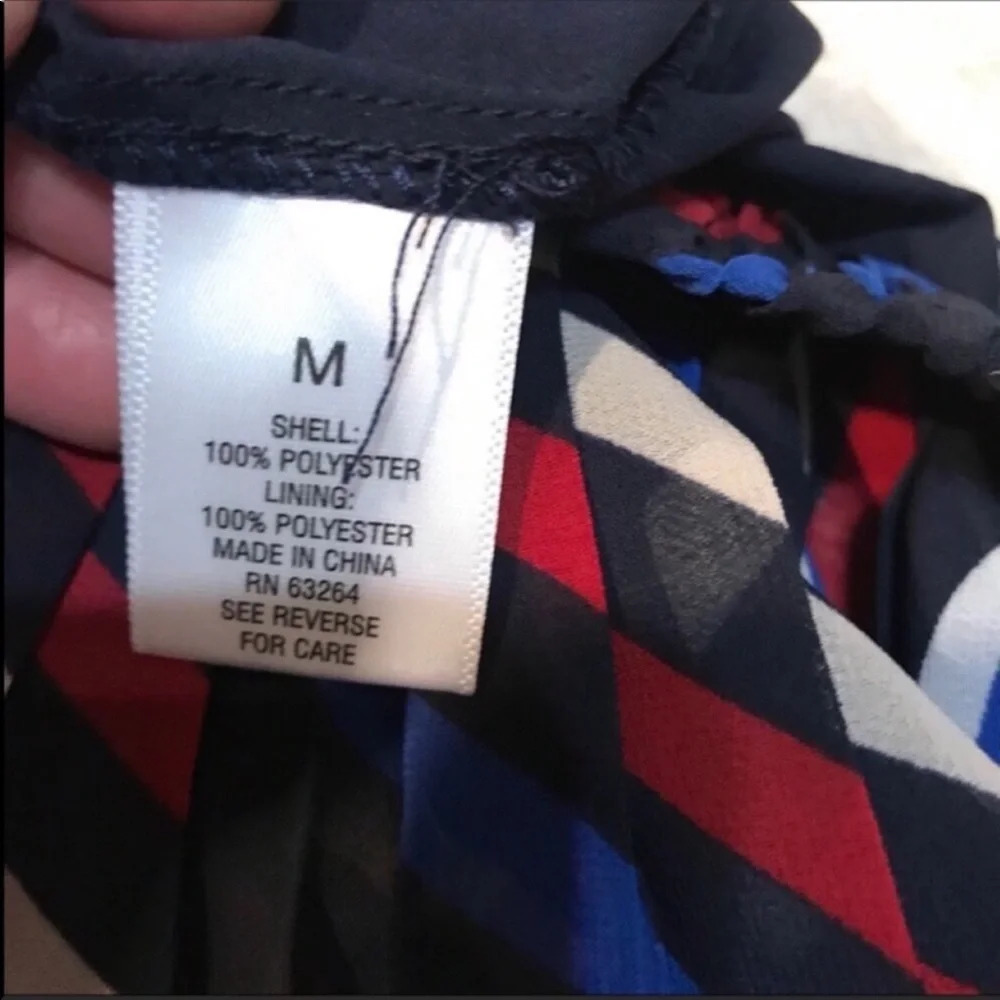 M
SHELL:
100% POLYESTER
LINING:
100% POLYESTER
MADE IN CHINA
RN 63264
SEE REVERSE
FOR CARE